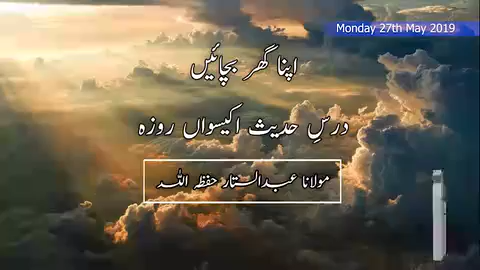 Monday 27th May 2019
اپنا گھر بچائیں
درسِ حدیث اکیسواں روزہ
مولانا عبدالستار حفظہ اللہ